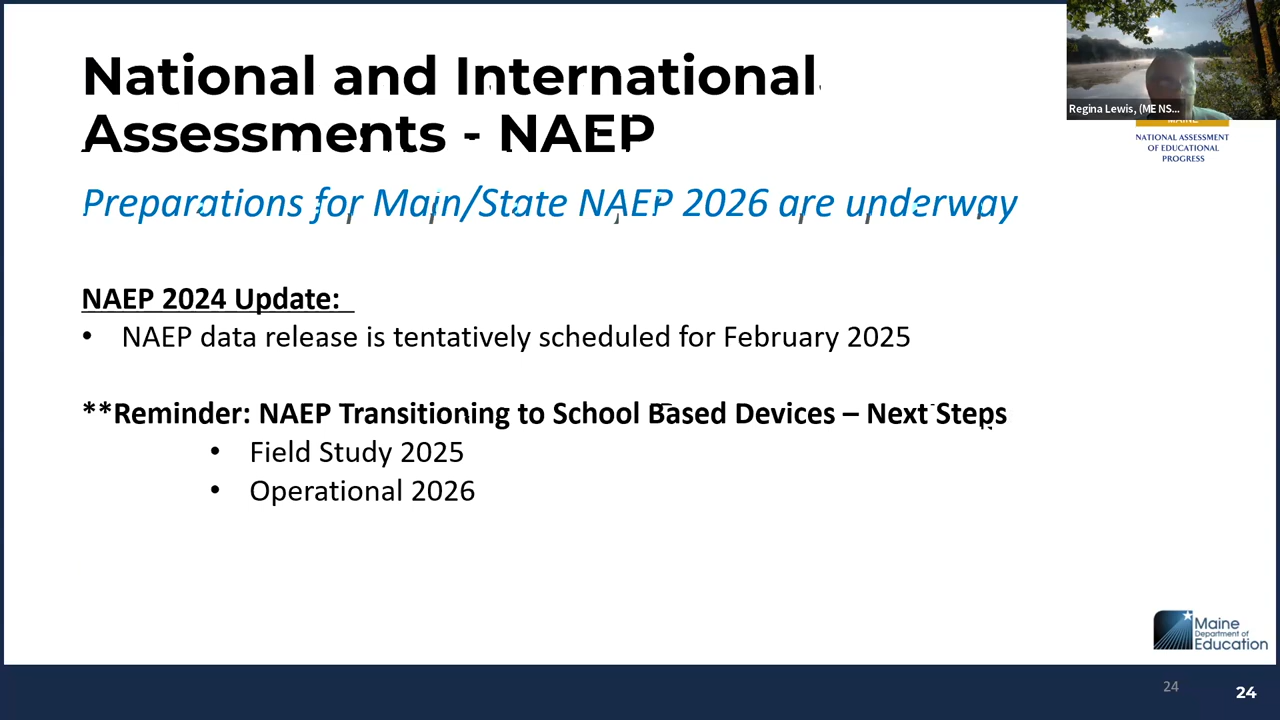 National and International
Assessments - NAEP
Preparations for Main/State NAEP 2026 are underway
NAEP 2024 Update:
• NAEP data release is tentatively scheduled for February 2025
**Reminder: NAEP Transitioning to School Based Devices – Next Steps
• Field Study 2025
• Operational 2026
Regina Lewis, (ME NS...
MAINE
NATIONAL ASSESSMENT
OF EDUCATIONAL
PROGRESS
Maine
Department of
Education
24
24